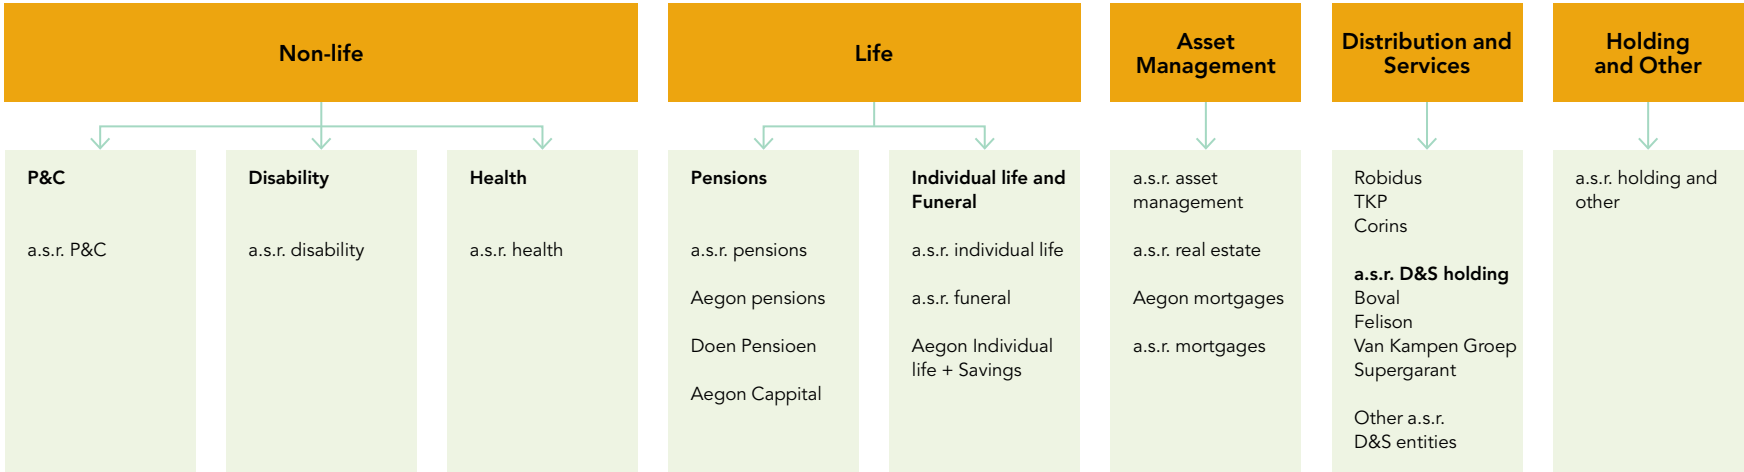 Non-life
Life
Asset
Management
Distribution and
Services
Holding
and Other
P&C
a.s.r. P&C
Disability
a.s.r. disability
Health
a.s.r. health
Pensions
a.s.r. pensions
Aegon pensions
Doen Pensioen
Aegon Cappital
Individual life and
Funeral
a.s.r. individual life
a.s.r. funeral
Aegon Individual
life + Savings
a.s.r. asset
management
a.s.r. real estate
Aegon mortgages
a.s.r. mortgages
Robidus
TKP
Corins
a.s.r. D&S holding
Boval
Felison
Van Kampen Groep
Supergarant
Other a.s.r.
D&S entities
a.s.r. holding and
other